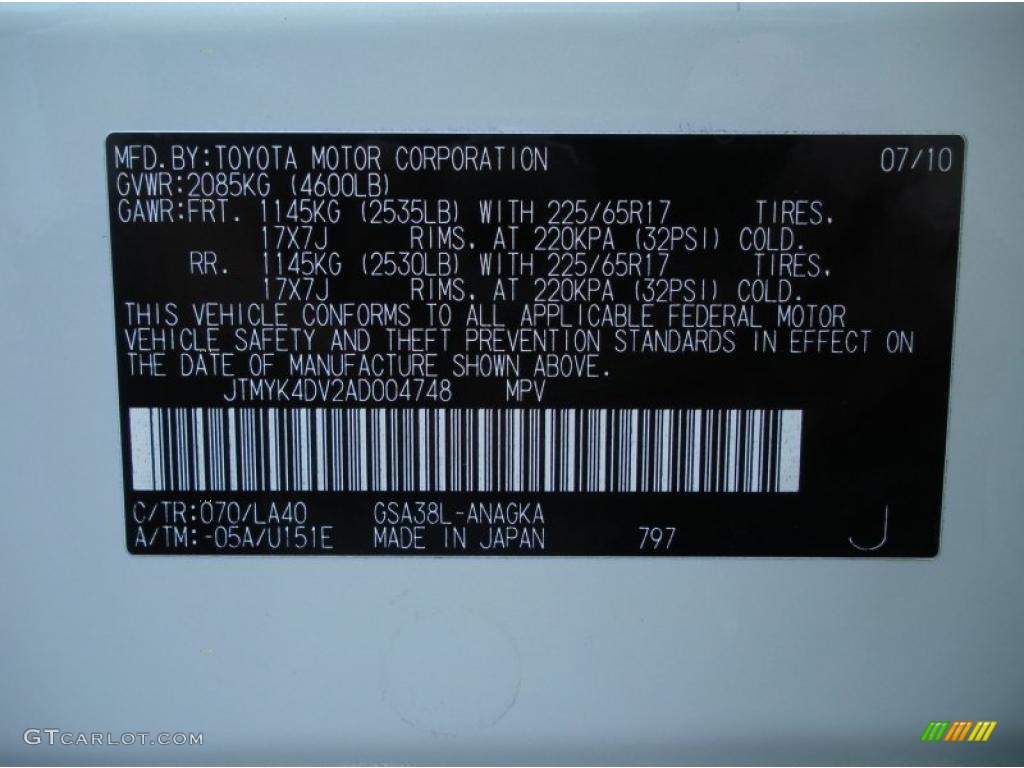 MFD.BY:TOYOTA MOTOR CORPORATION 07/10
GVWR:2085KG (4600LB)
GAWR:FRT. 1145KG (2535LB) WITH 225/65R17 TIRES.
17X7J RIMS. AT 220KPA (32PSI) COLD.
RR. 1145KG (2530LB) WITH 225/65R17 TIRES.
17X7J RIMS. AT 220KPA (32PSI) COLD.
THIS VEHICLE CONFORMS TO ALL APPLICABLE FEDERAL MOTOR
VEHICLE SAFETY AND THEFT PREVENTION STANDARDS IN EFFECT ON
THE DATE OF MANUFACTURE SHOWN ABOVE.
JTMYK4DV2AD004748 MPV
C/TR:070/LA40 GSA38L-ANAGKA
A/TM:-05A/U151E MADE IN JAPAN 797 J
GTCARLOT.COM